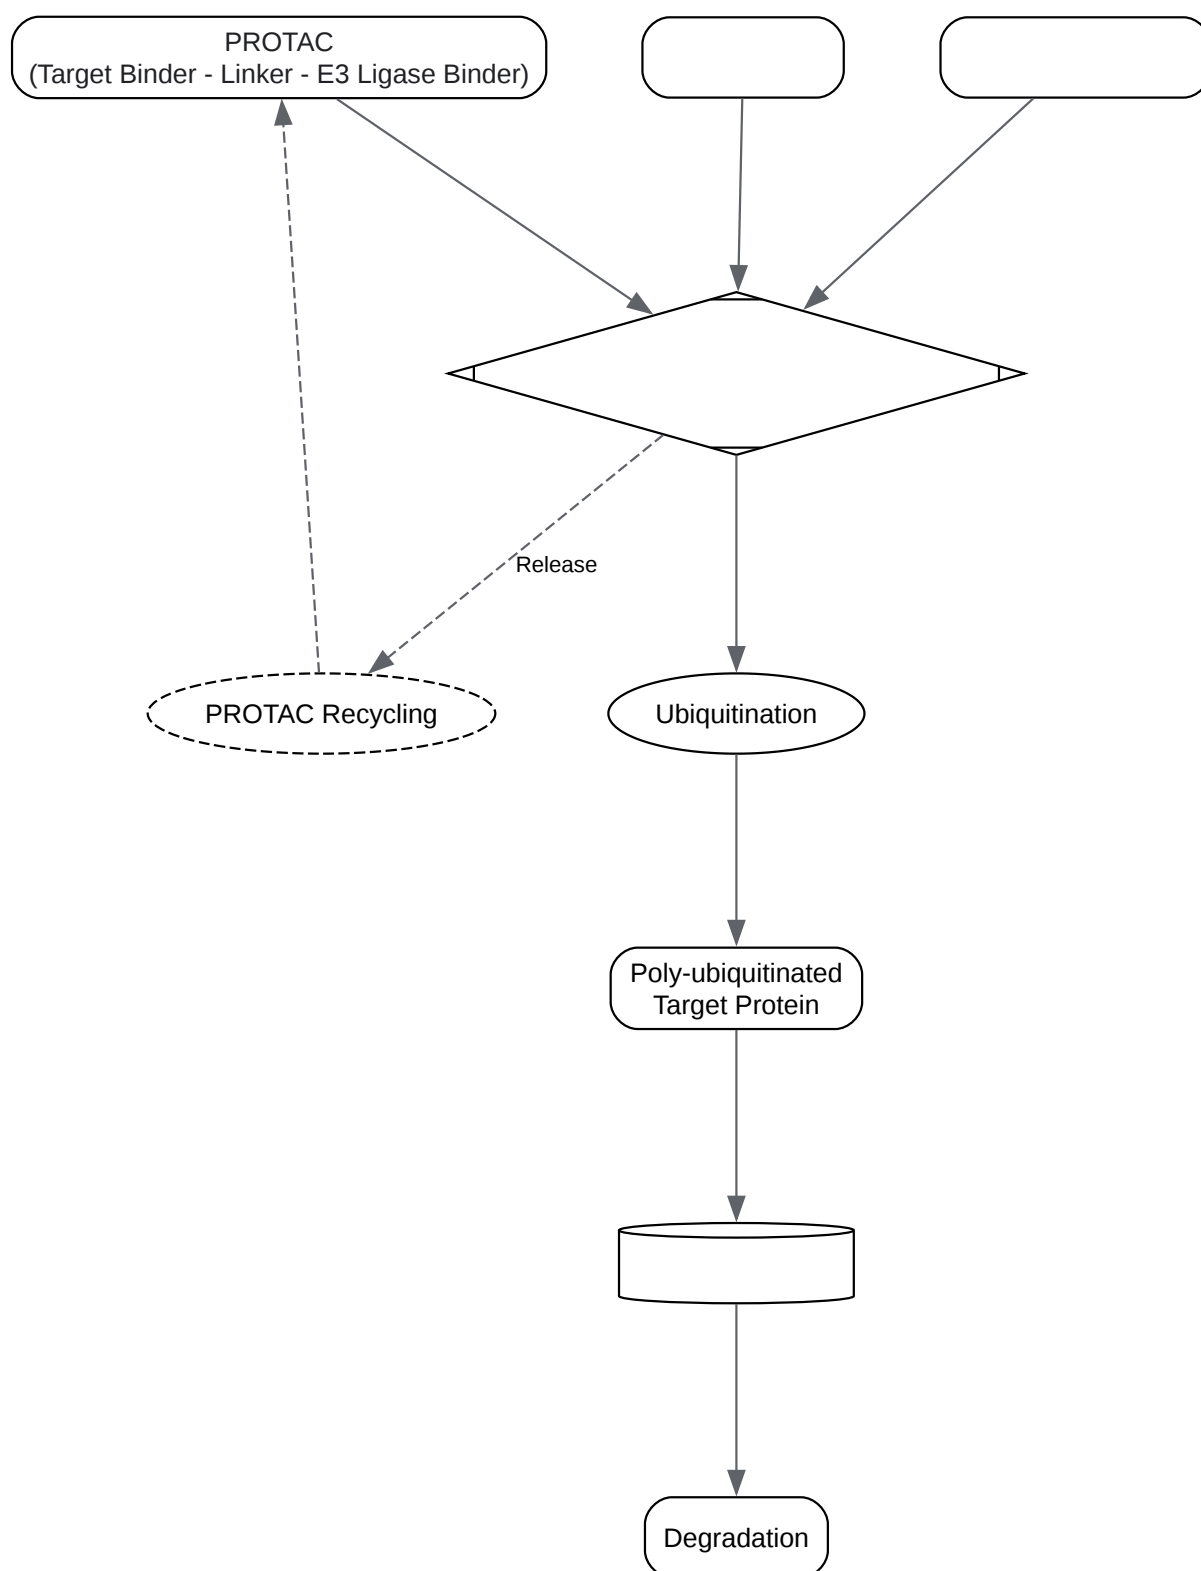 PROTAC
(Target Binder - Linker - E3 Ligase Binder)
Release
PROTAC Recycling
Ubiquitination
Poly-ubiquitinated
Target Protein
Degradation